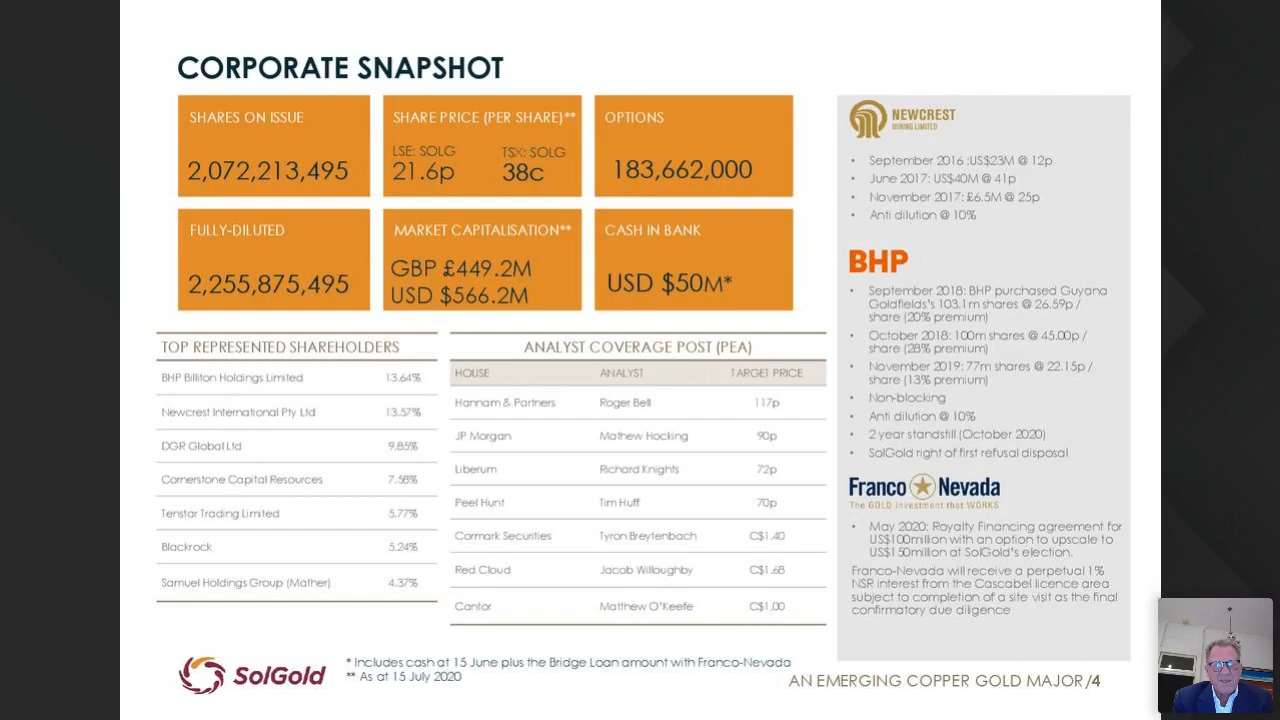 CORPORATE SNAPSHOT
SHARES ON ISSUE
2,072,213,495
SHARE PRICE (PER SHARE)**
LSE: SOLG TSX: SOLG
21.6p 38c
OPTIONS
183,662,000
FULLY-DILUTED
2,255,875,495
MARKET CAPITALISATION**
GBP £449.2M
USD $566.2M
CASH IN BANK
USD $50M*
TOP REPRESENTED SHAREHOLDERS
BHP Billiton Holdings Limited 13.64%
Newcrest International Pty Ltd 13.57%
DGR Global Ltd 9.85%
Cornerstone Capital Resources 7.58%
Tenstar Trading Limited 5.77%
Blackrock 5.24%
Samuel Holdings Group (Mather) 4.37%
ANALYST COVERAGE POST (PEA)
HOUSE ANALYST TARGET PRICE
Hannam & Partners Roger Bell 117p
JP Morgan Mathew Hocking 90p
Liberum Richard Knights 72p
Peel Hunt Tim Huff 70p
Cormark Securities Tyron Breytenbach C$1.40
Red Cloud Jacob Willoughby C$1.68
Cantor Matthew O'Keefe C$1.00
NEWCREST
MINING LIMITED
• September 2016 :US$23M @ 12p
• June 2017: US$40M @ 41p
• November 2017: £6.5M @ 25p
• Anti dilution @ 10%
BHP
• September 2018: BHP purchased Guyana
Goldfields's 103.1m shares @ 26.59p /
share (20% premium)
• October 2018: 100m shares @ 45.00p /
share (28% premium)
• November 2019: 77m shares @ 22.15p /
share (13% premium)
• Non-blocking
• Anti dilution @ 10%
• 2 year standstill (October 2020)
• SolGold right of first refusal disposal
Franco Nevada
The GOLD Investment that WORKS
• May 2020: Royalty Financing agreement for
US$100million with an option to upscale to
US$150million at SolGold's election.
Franco-Nevada will receive a perpetual 1%
NSR interest from the Cascabel licence area
subject to completion of a site visit as the final
confirmatory due diligence
SolGold
* Includes cash at 15 June plus the Bridge Loan amount with Franco-Nevada
** As at 15 July 2020
AN EMERGING COPPER GOLD MAJOR/4